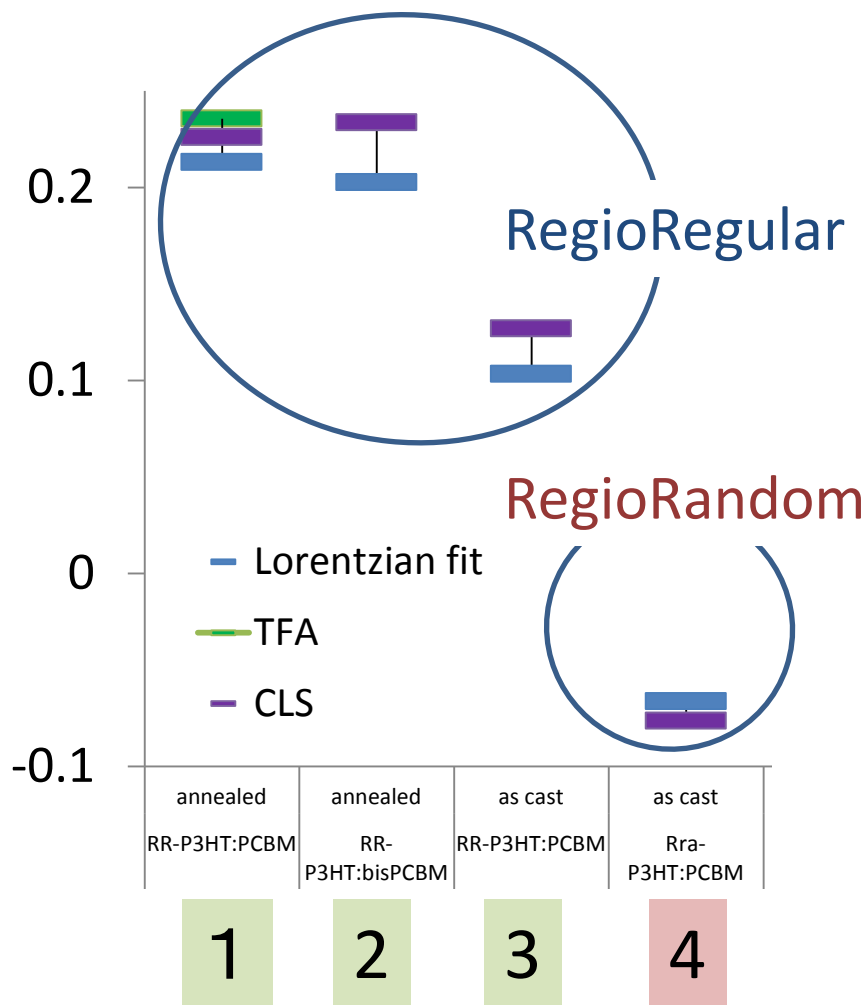 0.2
RegioRegular
0.1
RegioRandom
0
Lorentzian fit
TFA
CLS
-0.1
annealed
annealed
as cast
as cast
RR-P3HT:PCBM
RR-
P3HT:bisPCBM
RR-P3HT:PCBM
Rra-
P3HT:PCBM
1
2
3
4